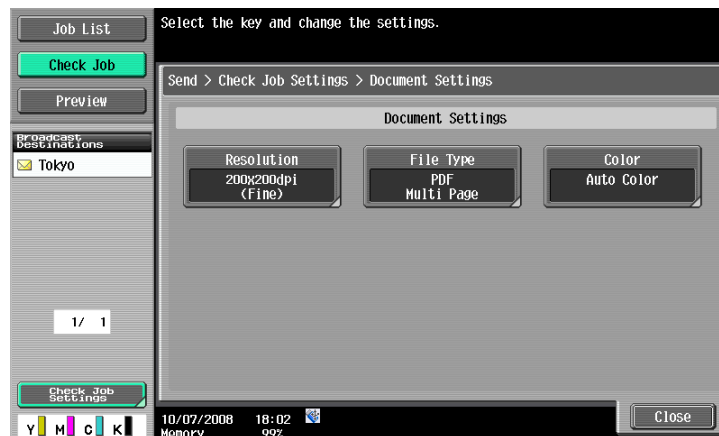 Job List
Select the key and change the settings.
Check Job
Send > Check Job Settings > Document Settings
Preview
Document Settings
Broadcast
Destinations
Tokyo
Resolution
200x200dpi
(Fine)
File Type
PDF
Multi Page
Color
Auto Color
1/ 1
Check Job
Settings
Y M C K
10/07/2008 18:02
Memory 99%
Close